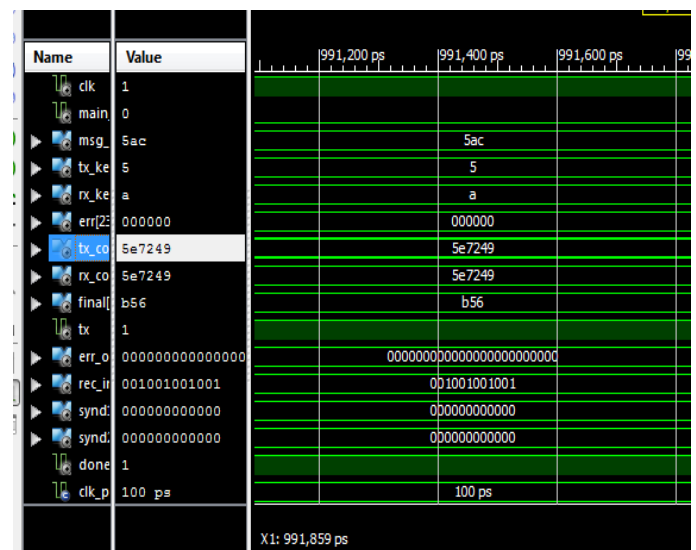 Name Value 991,200 ps 991,400 ps 991,600 ps 99
clk 1
main_ 0
msg_ 5ac 5ac
tx_ke 5 5
rx_ke a a
err[23 000000 000000
tx_co 5e7249 5e7249
rx_co 5e7249 5e7249
final[ b56 b56
tx 1
err_o 0000000000000000 000000000000000000000000
rec_in 001001001001 001001001001
synd 000000000000 000000000000
synd 000000000000 000000000000
done 1
clk_p 100 ps 100 ps
X1: 991,859 ps